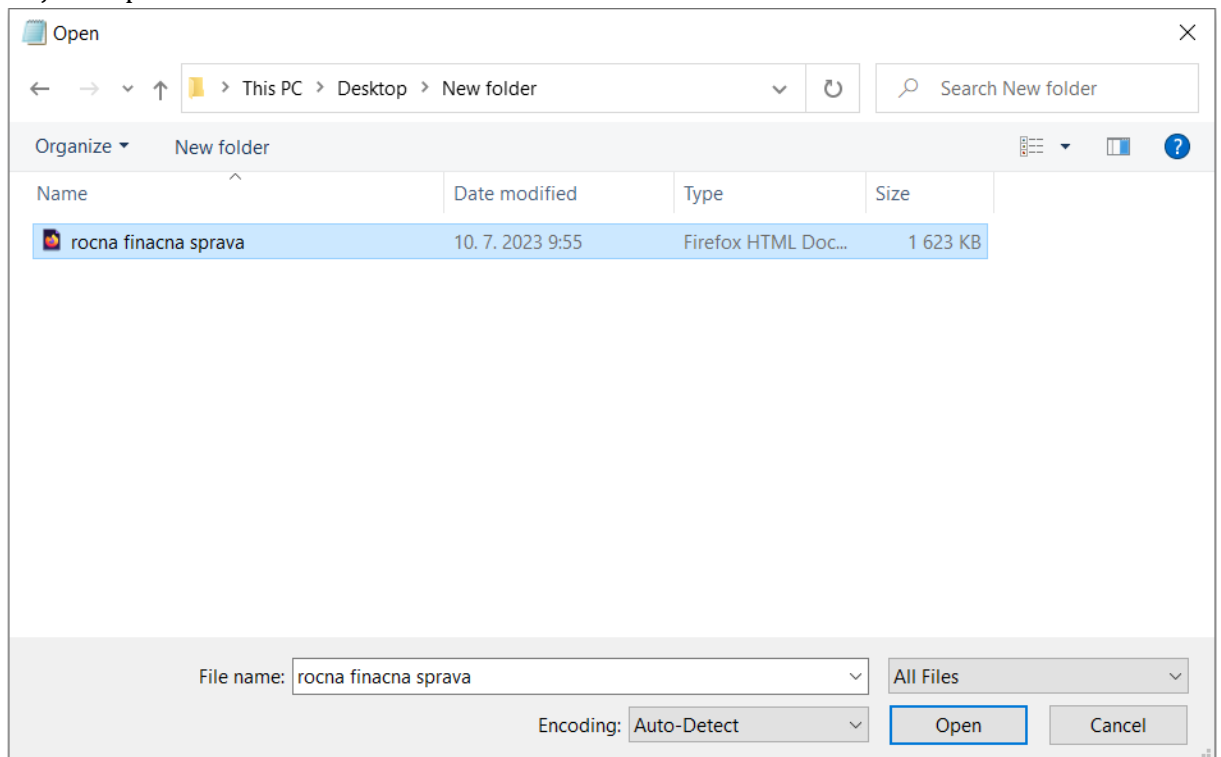 Open
This PC > Desktop > New folder
Search New folder
Organize
New folder
Name
Date modified
Type
Size
rocna finacna sprava
10. 7. 2023 9:55
Firefox HTML Doc...
1 623 KB
File name: rocna finacna sprava
All Files
Encoding: Auto-Detect
Open
Cancel